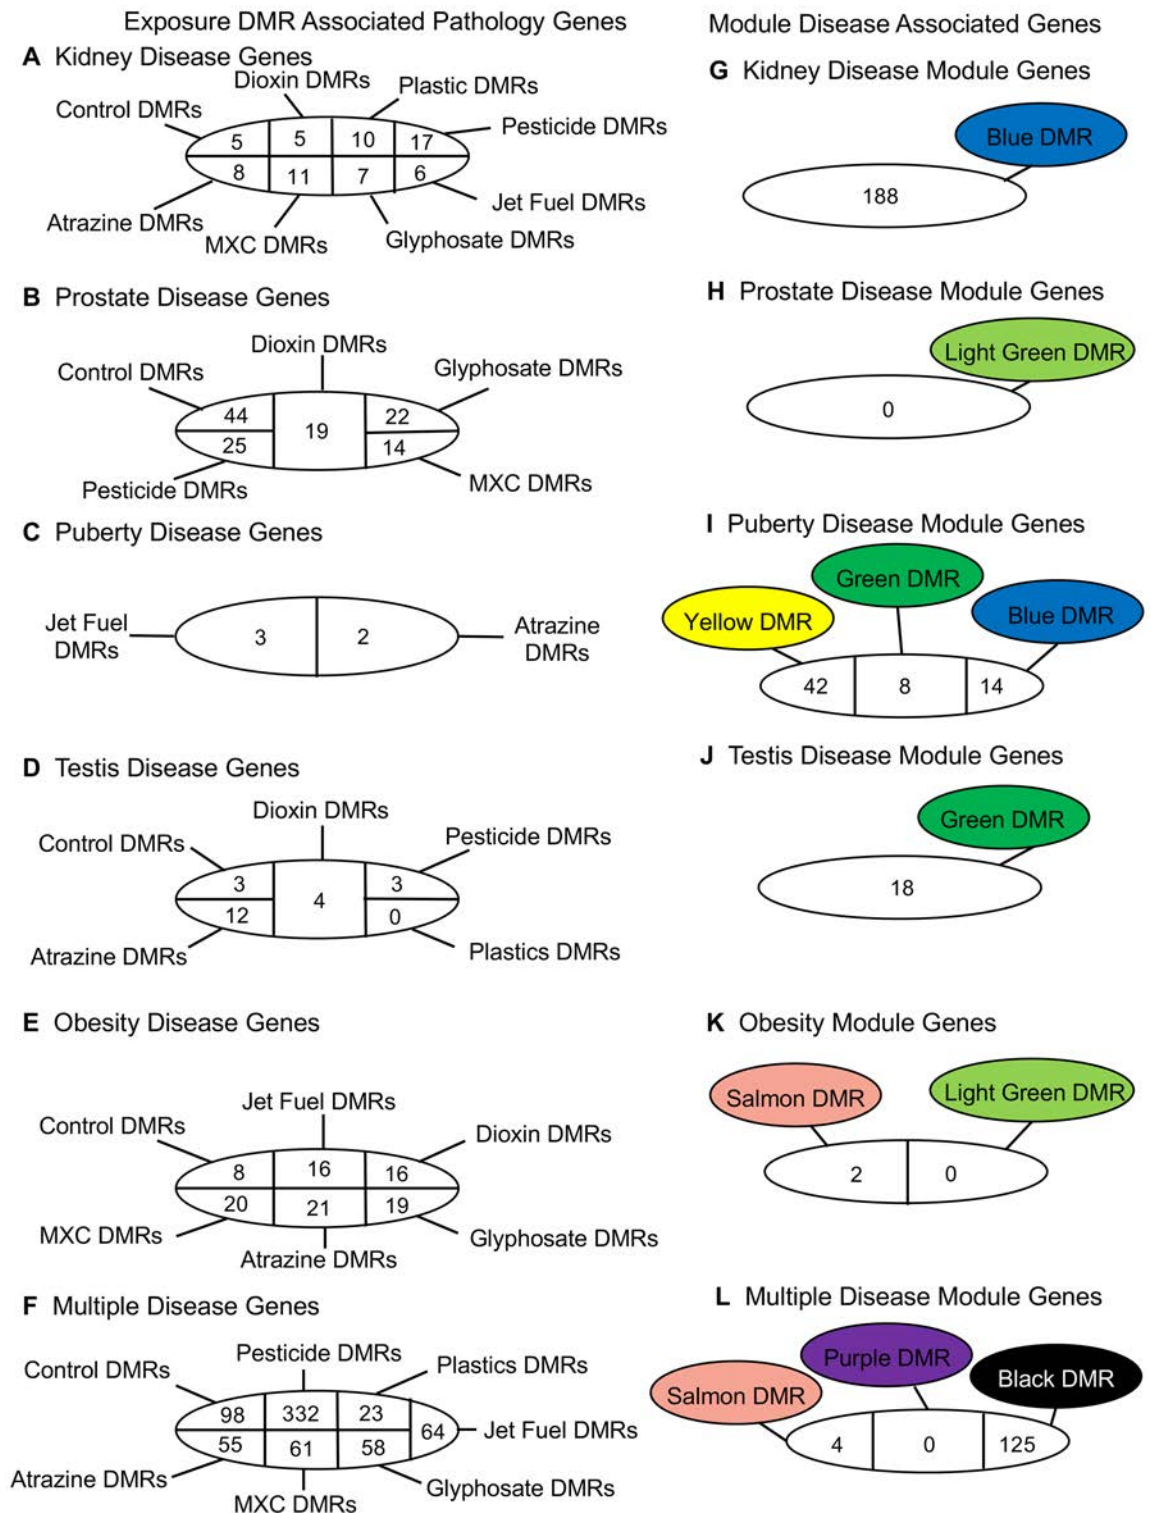 Exposure DMR Associated Pathology Genes
A Kidney Disease Genes
Dioxin DMRs
Plastic DMRs
Control DMRs
Pesticide DMRs
5 5 10 17
8 11 7 6
Atrazine DMRs
MXC DMRs
Glyphosate DMRs
Jet Fuel DMRs
B Prostate Disease Genes
Dioxin DMRs
Control DMRs
Glyphosate DMRs
44 19 22
25 14
Pesticide DMRs
MXC DMRs
C Puberty Disease Genes
Jet Fuel
DMRs
3 2
Atrazine
DMRs
D Testis Disease Genes
Dioxin DMRs
Control DMRs
Pesticide DMRs
3 4 3
12 0
Atrazine DMRs
Plastics DMRs
E Obesity Disease Genes
Jet Fuel DMRs
Control DMRs
Dioxin DMRs
8 16 16
20 21 19
MXC DMRs
Atrazine DMRs
Glyphosate DMRs
F Multiple Disease Genes
Pesticide DMRs
Control DMRs
Plastics DMRs
98 332 23 64
Jet Fuel DMRs
55 61 58
Atrazine DMRs
MXC DMRs
Glyphosate DMRs
Module Disease Associated Genes
G Kidney Disease Module Genes
Blue DMR
188
H Prostate Disease Module Genes
Light Green DMR
0
I Puberty Disease Module Genes
Green DMR
Yellow DMR
Blue DMR
42 8 14
J Testis Disease Module Genes
Green DMR
18
K Obesity Module Genes
Salmon DMR
Light Green DMR
2 0
L Multiple Disease Module Genes
Purple DMR
Salmon DMR
Black DMR
4 0 125